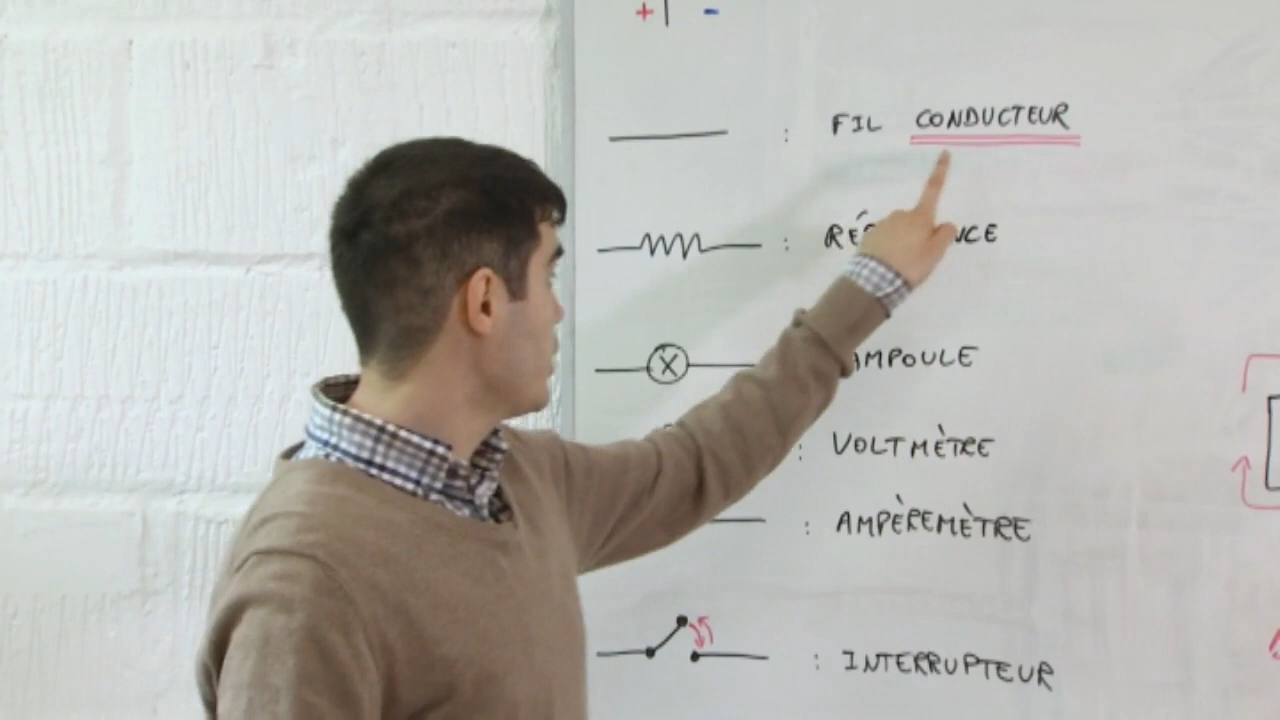 + -
: FIL CONDUCTEUR
:
: AMPOULE
: VOLTMÈTRE
: AMPÈREMÈTRE
: INTERRUPTEUR